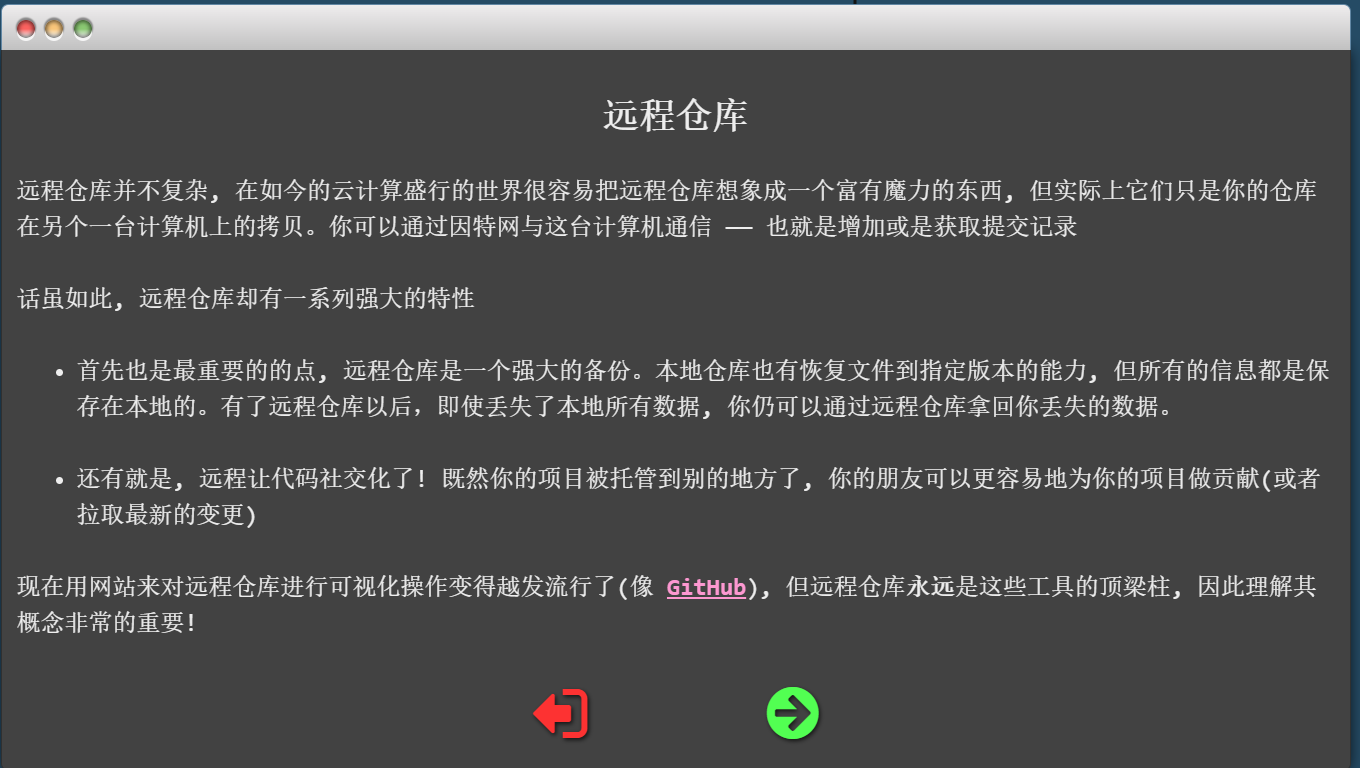 远程仓库
远程仓库并不复杂, 在如今的云计算盛行的世界很容易把远程仓库想象成一个富有魔力的东西, 但实际上它们只是你的仓库
在另个一台计算机上的拷贝。你可以通过因特网与这台计算机通信 —— 也就是增加或是获取提交记录
话虽如此, 远程仓库却有一系列强大的特性
• 首先也是最重要的的点, 远程仓库是一个强大的备份。本地仓库也有恢复文件到指定版本的能力, 但所有的信息都是保
存在本地的。有了远程仓库以后，即使丢失了本地所有数据, 你仍可以通过远程仓库拿回你丢失的数据。
• 还有就是, 远程让代码社交化了! 既然你的项目被托管到别的地方了, 你的朋友可以更容易地为你的项目做贡献(或者
拉取最新的变更)
现在用网站来对远程仓库进行可视化操作变得越发流行了(像 GitHub), 但远程仓库永远是这些工具的顶梁柱, 因此理解其
概念非常的重要!